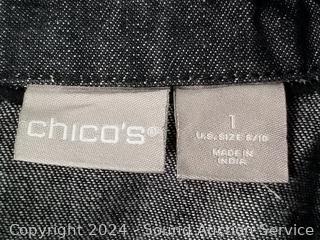 chico's®
1
U.S. SIZE 8/10
MADE IN
INDIA
Copyright 2024 - Sound Auction Service